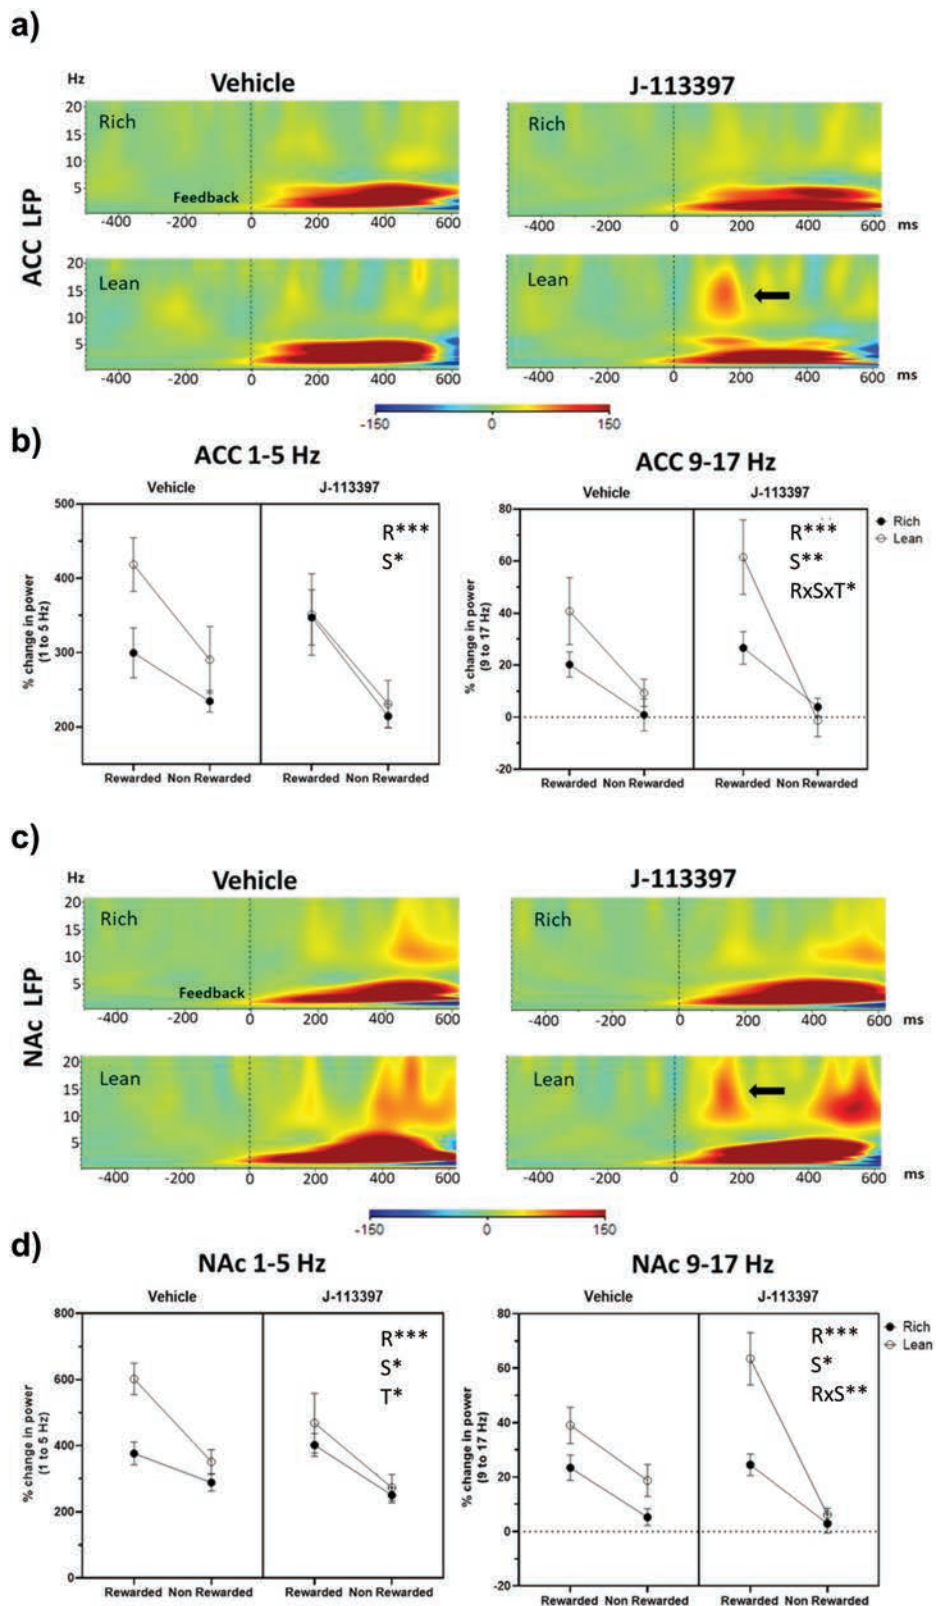 a)
Vehicle
J-113397
Hz
20
15
10
5
Rich
Feedback
-400 -200 0 200 400 600
Rich
-400 -200 0 200 400 600 ms
ACC LFP
20
15
10
5
Lean
-400 -200 0 200 400 600
Lean
-400 -200 0 200 400 600 ms
-150 0 150
b)
ACC 1-5 Hz
Vehicle J-113397
% change in power
(1 to 5 Hz)
500
400
300
200
R***
S*
Rewarded Non Rewarded Rewarded Non Rewarded
ACC 9-17 Hz
Vehicle J-113397
% change in power
(9 to 17 Hz)
80
60
40
20
0
-20
R***
S**
RxSxT*
Rich
Lean
Rewarded Non Rewarded Rewarded Non Rewarded
c)
Vehicle
J-113397
Hz
20
15
10
5
Rich
Feedback
-400 -200 0 200 400 600
Rich
-400 -200 0 200 400 600 ms
NAc LFP
20
15
10
5
Lean
-400 -200 0 200 400 600
Lean
-400 -200 0 200 400 600 ms
-150 0 150
d)
NAc 1-5 Hz
Vehicle J-113397
% change in power
(1 to 5 Hz)
800
600
400
200
0
R***
S*
T*
Rewarded Non Rewarded Rewarded Non Rewarded
NAc 9-17 Hz
Vehicle J-113397
% change in power
(9 to 17 Hz)
80
60
40
20
0
-20
R***
S*
RxS**
Rich
Lean
Rewarded Non Rewarded Rewarded Non Rewarded